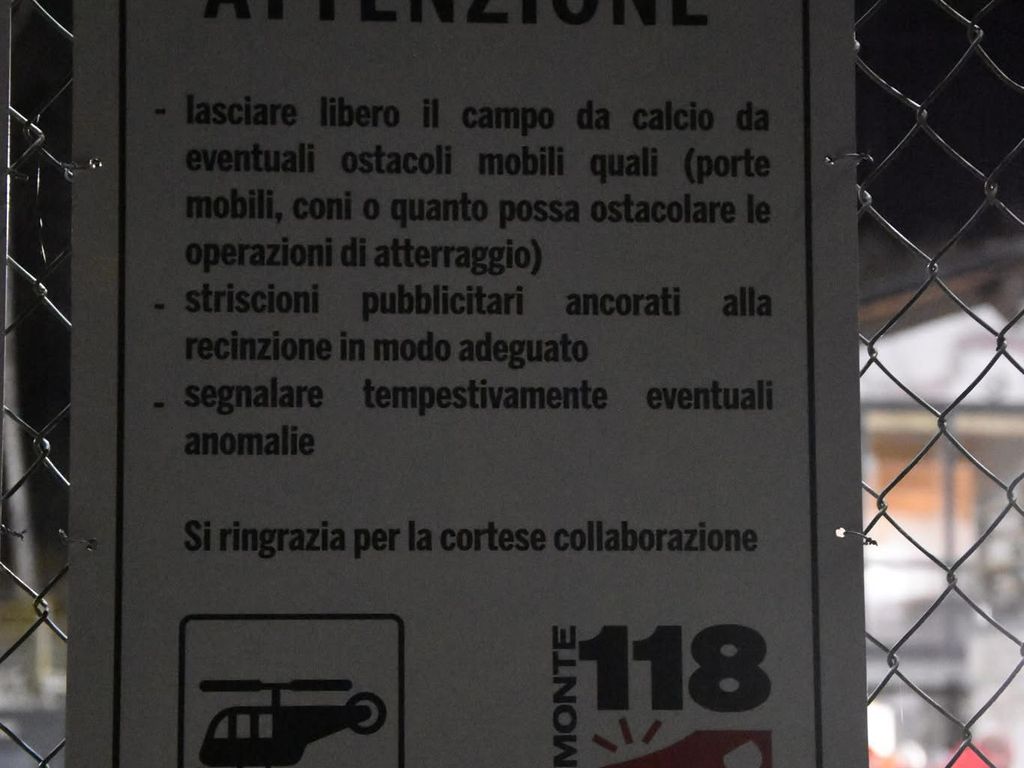 ATTENZIONE
- lasciare libero il campo da calcio da
eventuali ostacoli mobili quali (porte
mobili, coni o quanto possa ostacolare le
operazioni di atterraggio)
- striscioni pubblicitari ancorati alla
recinzione in modo adeguato
- segnalare tempestivamente eventuali
anomalie
Si ringrazia per la cortese collaborazione
MONTE
118